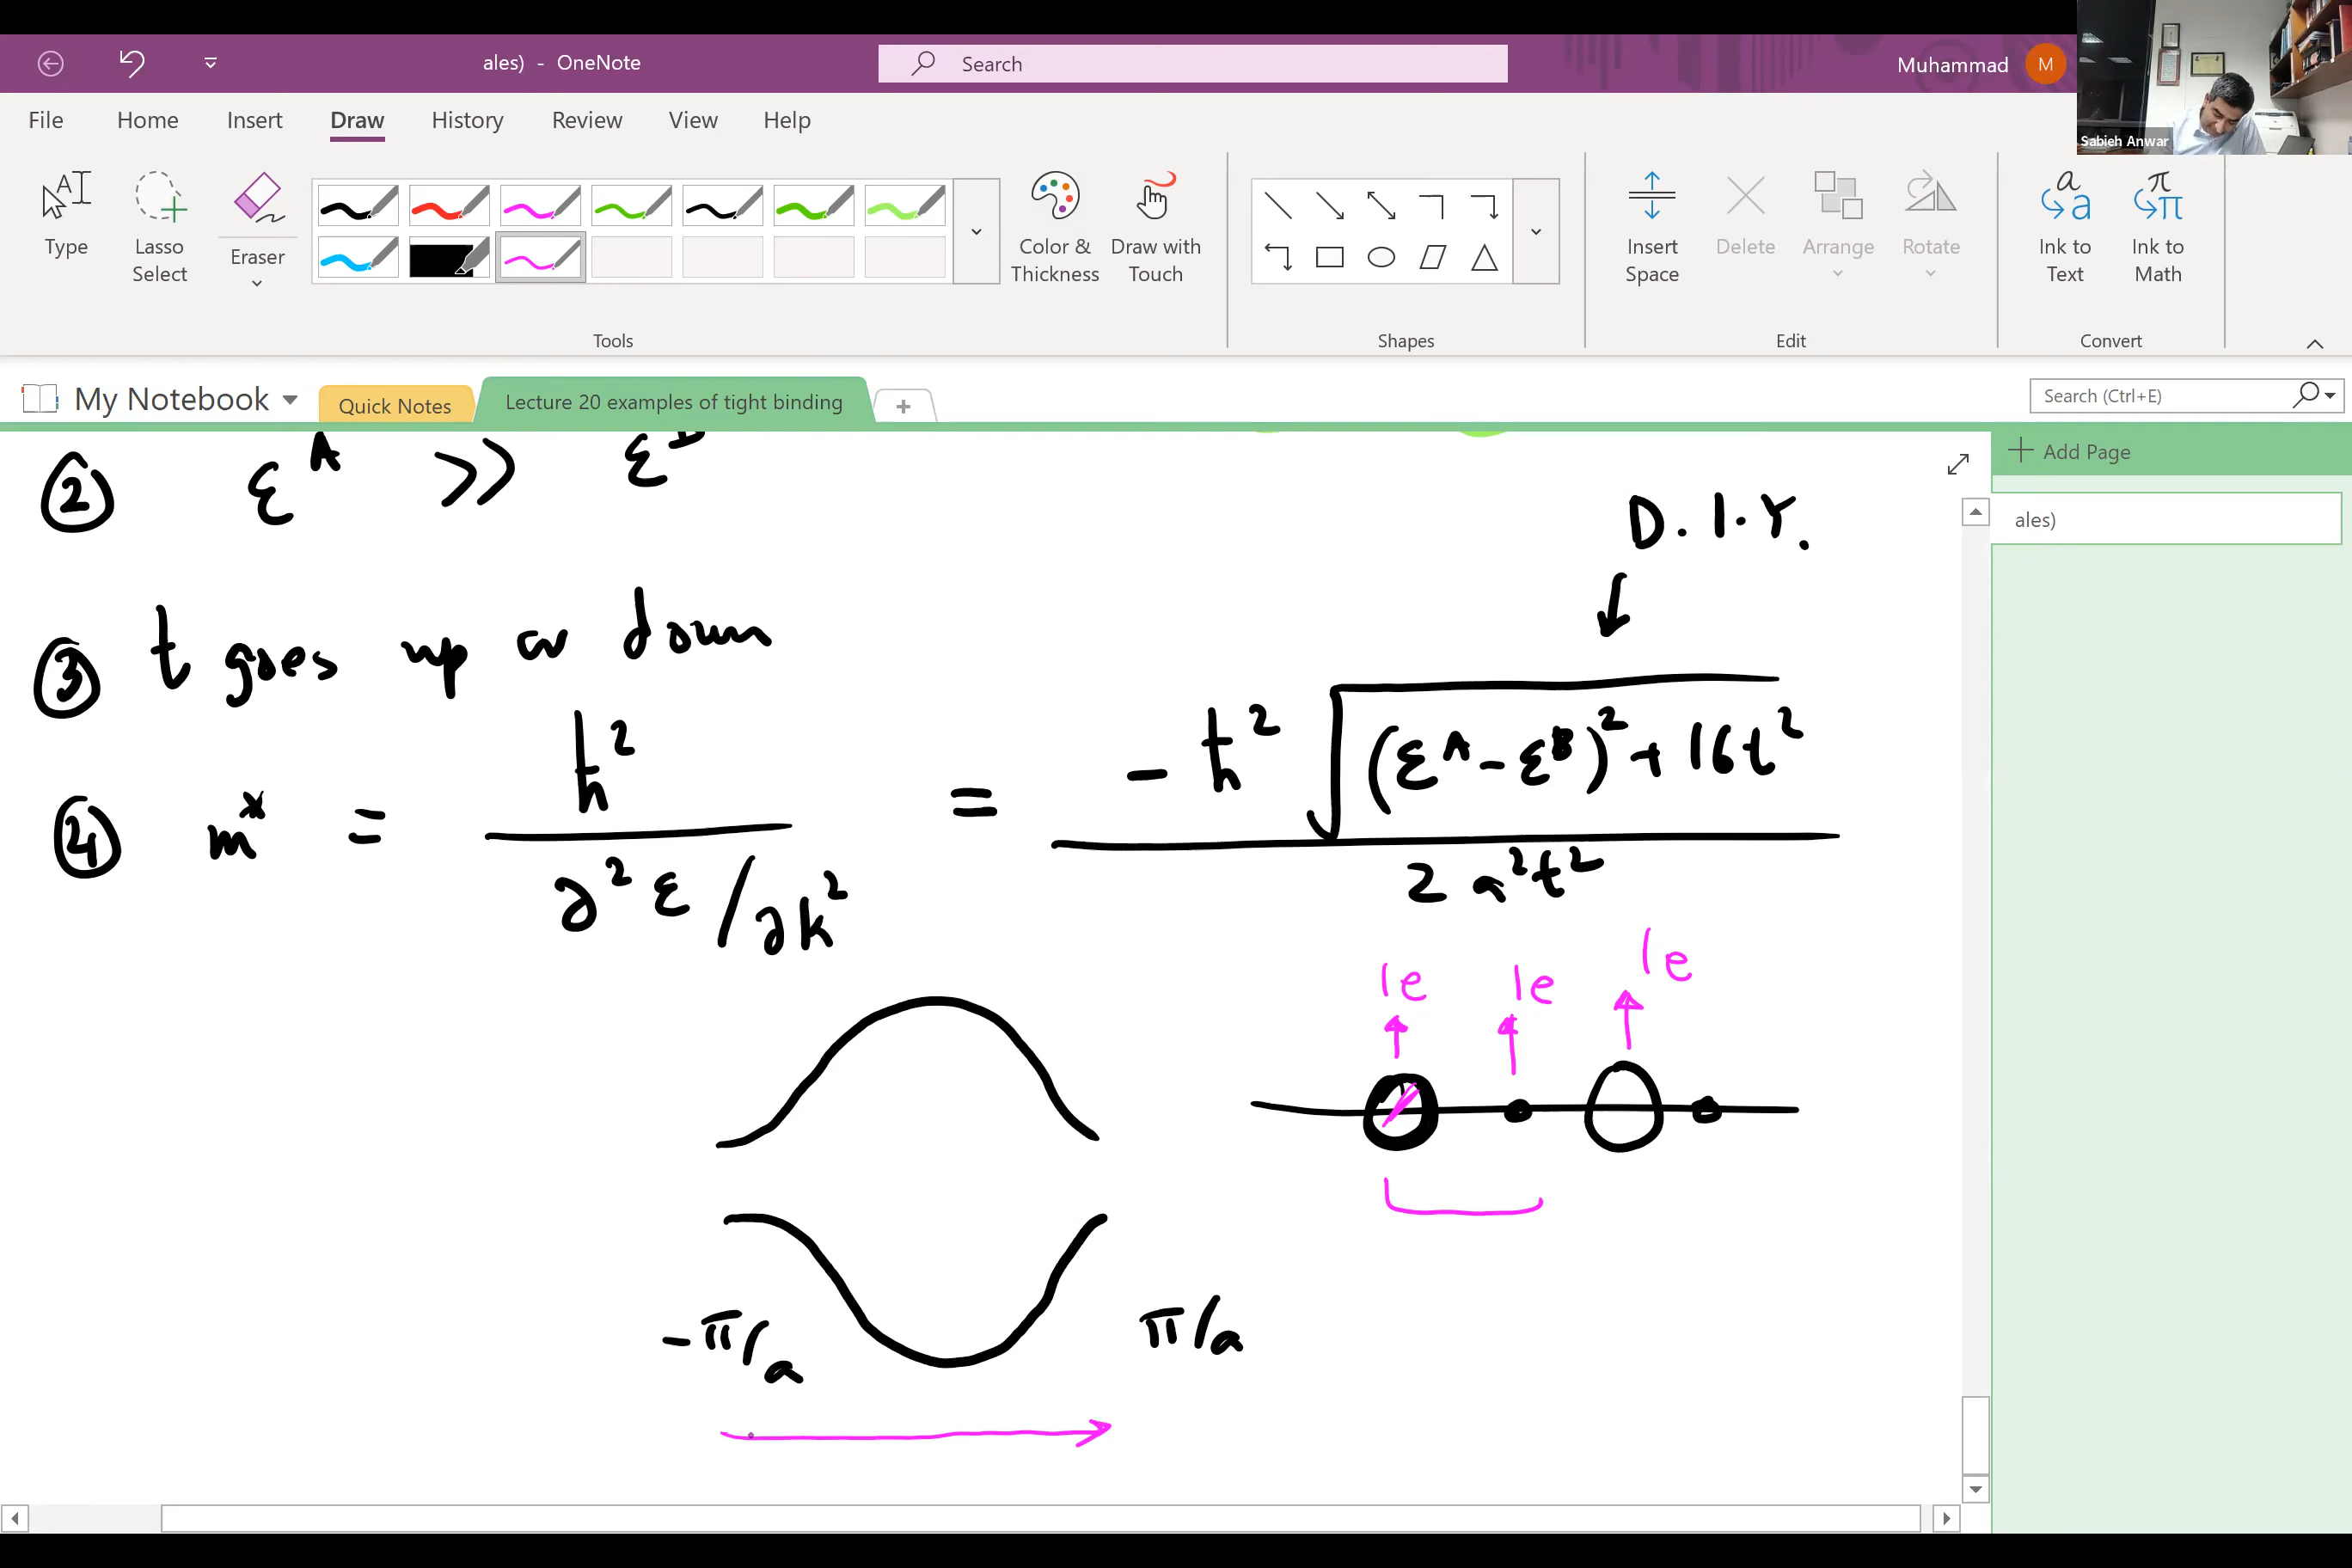 ales) - OneNote
Search
Muhammad M
Sabieh Anwar
File Home Insert Draw History Review View Help
Type
Lasso Select
Eraser
Color & Thickness
Draw with Touch
Insert Space
Delete
Arrange
Rotate
a a Ink to Text
π π Ink to Math
Tools
Shapes
Edit
Convert
My Notebook
Quick Notes
Lecture 20 examples of tight binding
+
Search (Ctrl+E)
Add Page
ales)
② ε^A >> ε^B
D.I.Y.
↓
③ t goes up or down
④ m* = ħ² / (∂²ε/∂k²) = -ħ² √((ε^A - ε^B)² + 16t²) / (2a²t²)
1e 1e 1e
-π/a π/a